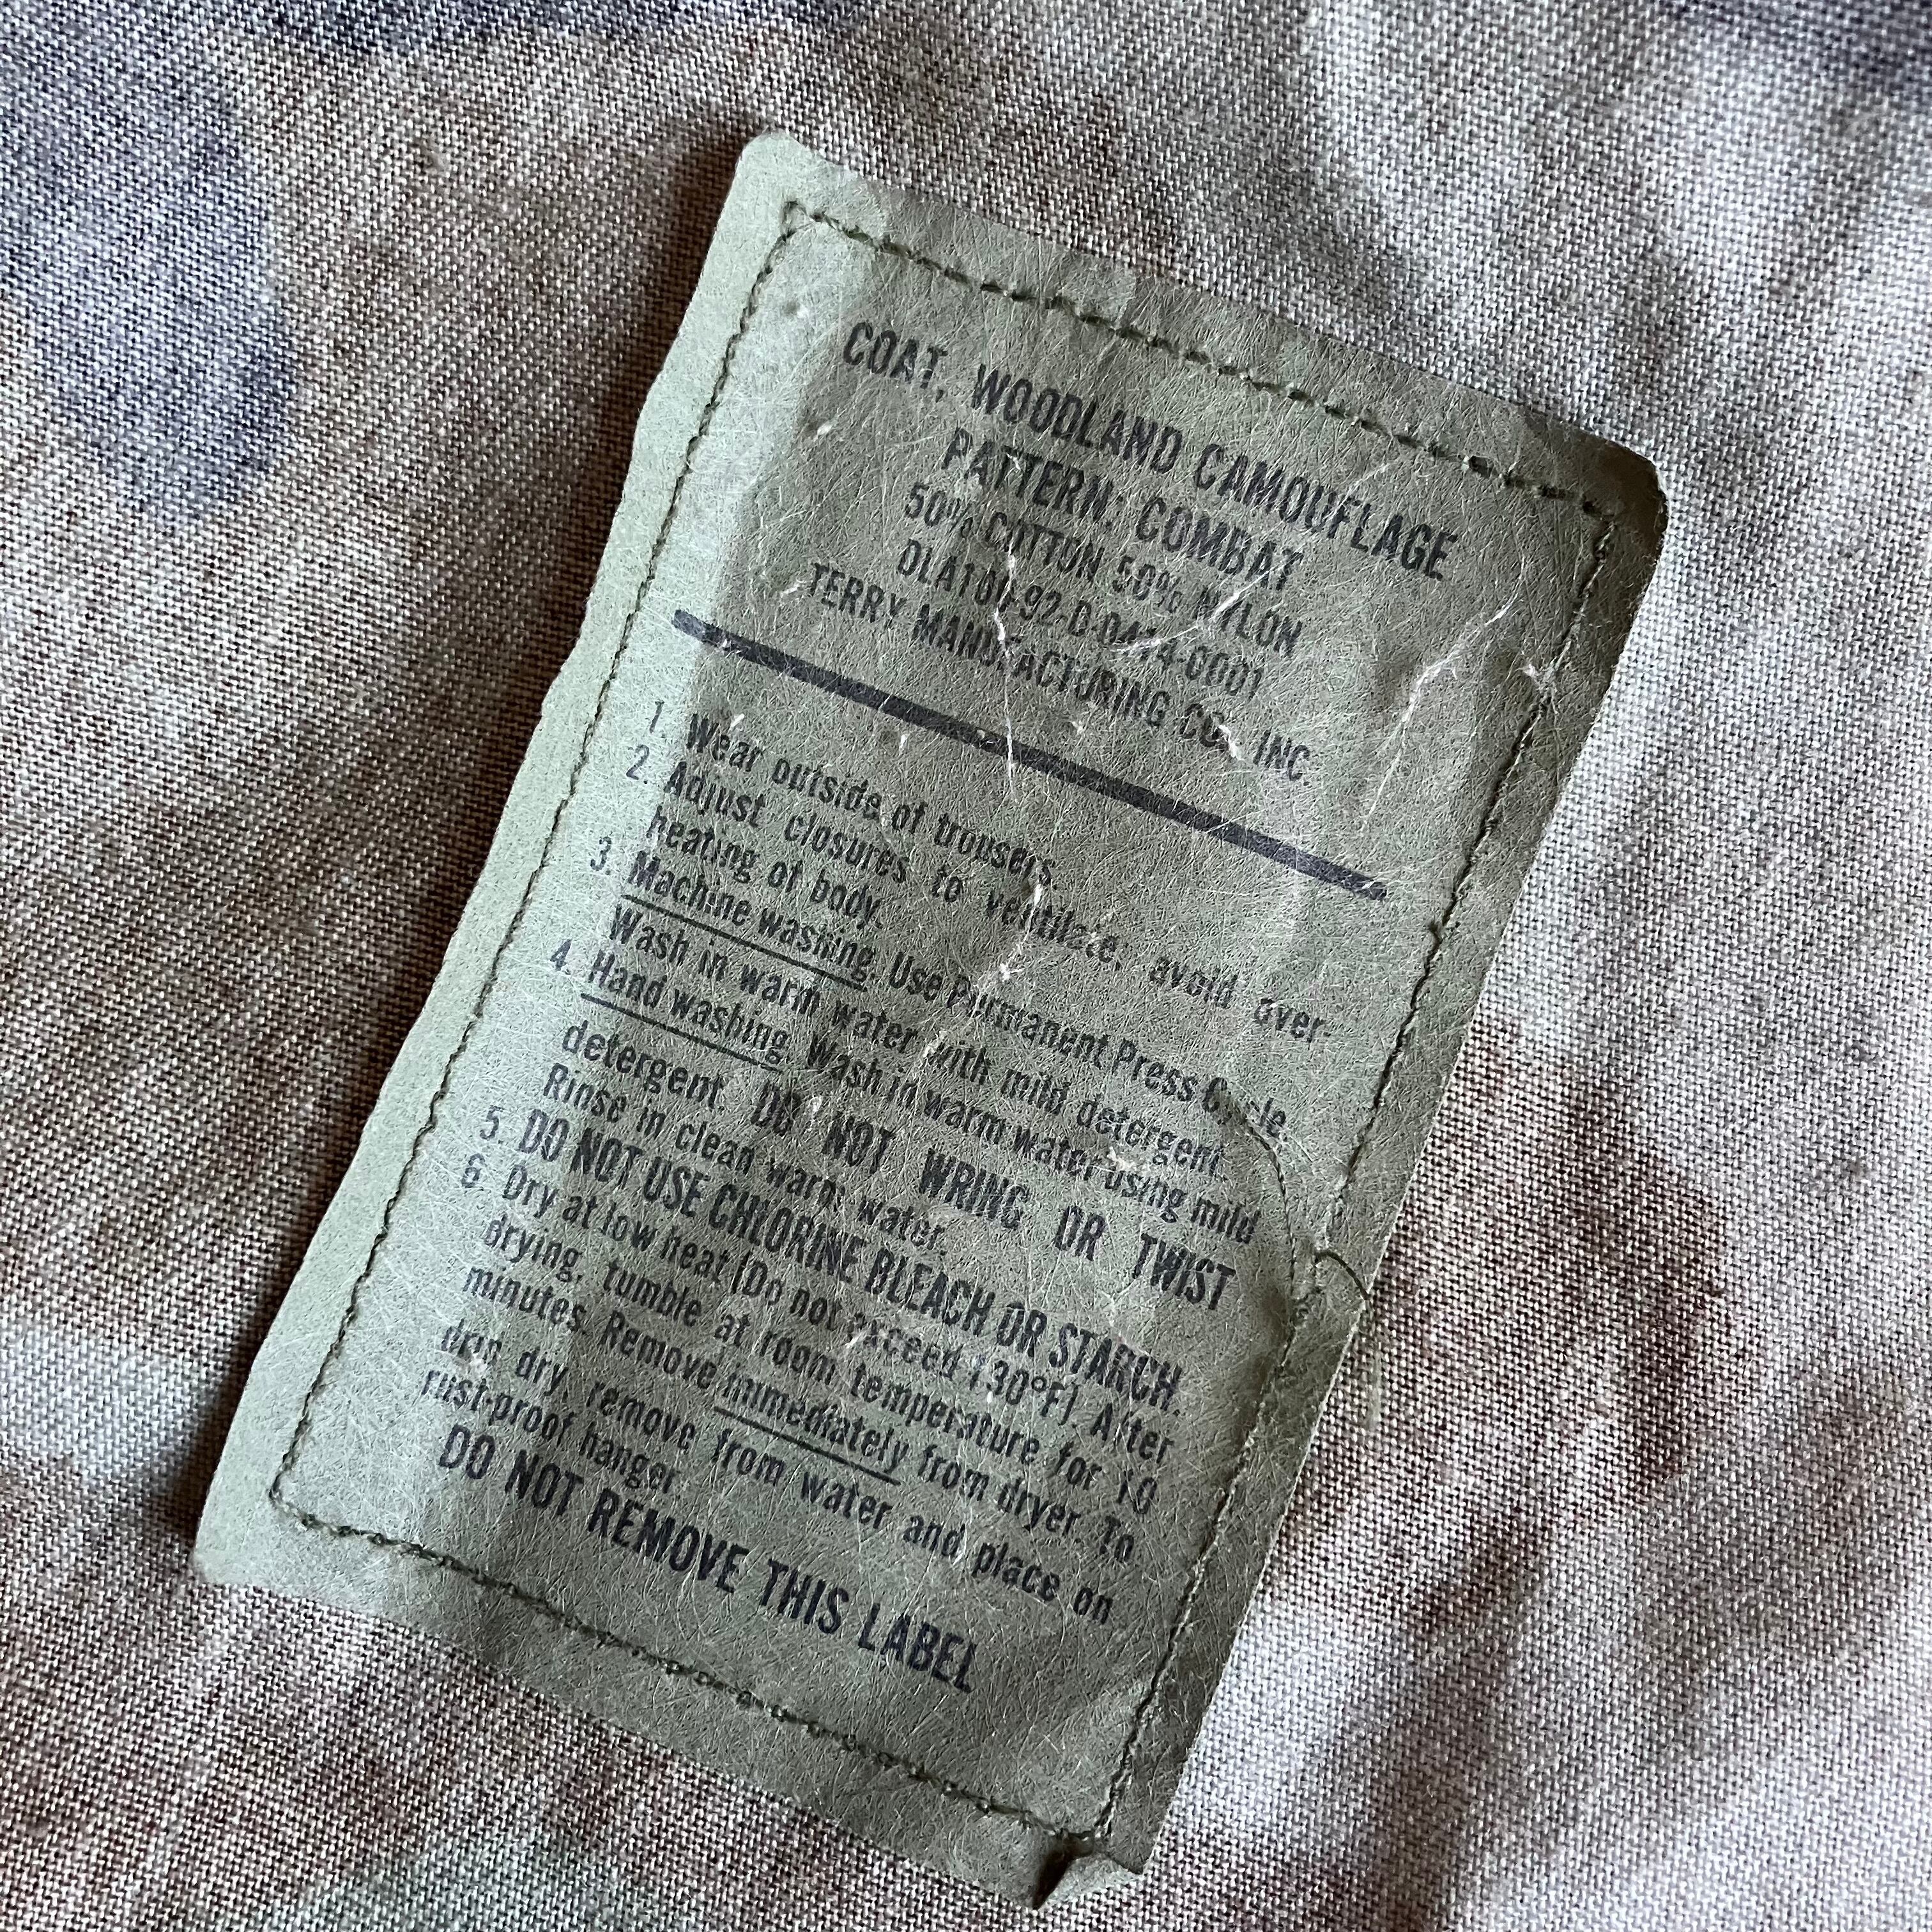 COAT, WOODLAND CAMOUFLAGE
PATTERN: COMBAT
50% COTTON 50% NYLON
DLA100-92-D-0414-0001
TERRY MANUFACTURING CO., INC.
1. Wear outside of trousers.
2. Adjust closures to ventilate; avoid over-
heating of body.
3. Machine washing. Use Permanent Press Cycle.
Wash in warm water with mild detergent.
4. Hand washing. Wash in warm water using mild
detergent. DO NOT WRING OR TWIST
Rinse in clean warm water.
5. DO NOT USE CHLORINE BLEACH OR STARCH.
6. Dry at low heat (Do not exceed 130°F). After
drying, tumble at room temperature for 10
minutes. Remove immediately from dryer. To
drip dry, remove from water and place on
rust-proof hanger.
DO NOT REMOVE THIS LABEL